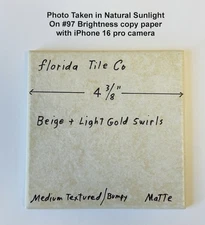 Photo Taken in Natural Sunlight
On #97 Brightness copy paper
with iPhone 16 pro camera
florida Tile Co
4 3/8"
Beige + Light Gold Swirls
Medium Textured/Bumpy Matte